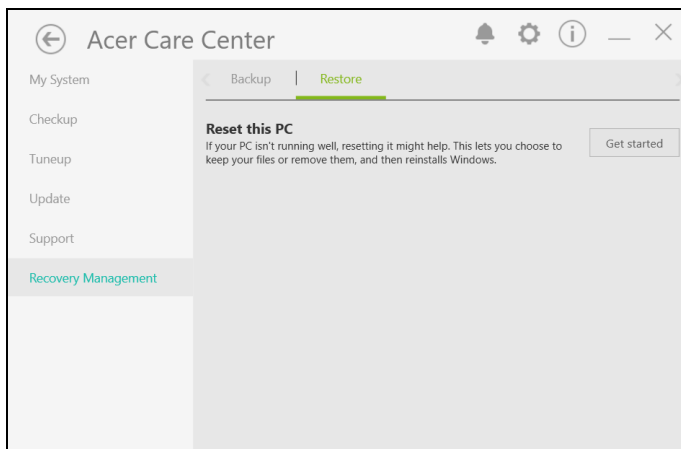 Acer Care Center
My System
Checkup
Tuneup
Update
Support
Recovery Management
Backup
Restore
Reset this PC
If your PC isn't running well, resetting it might help. This lets you choose to
keep your files or remove them, and then reinstalls Windows.
Get started